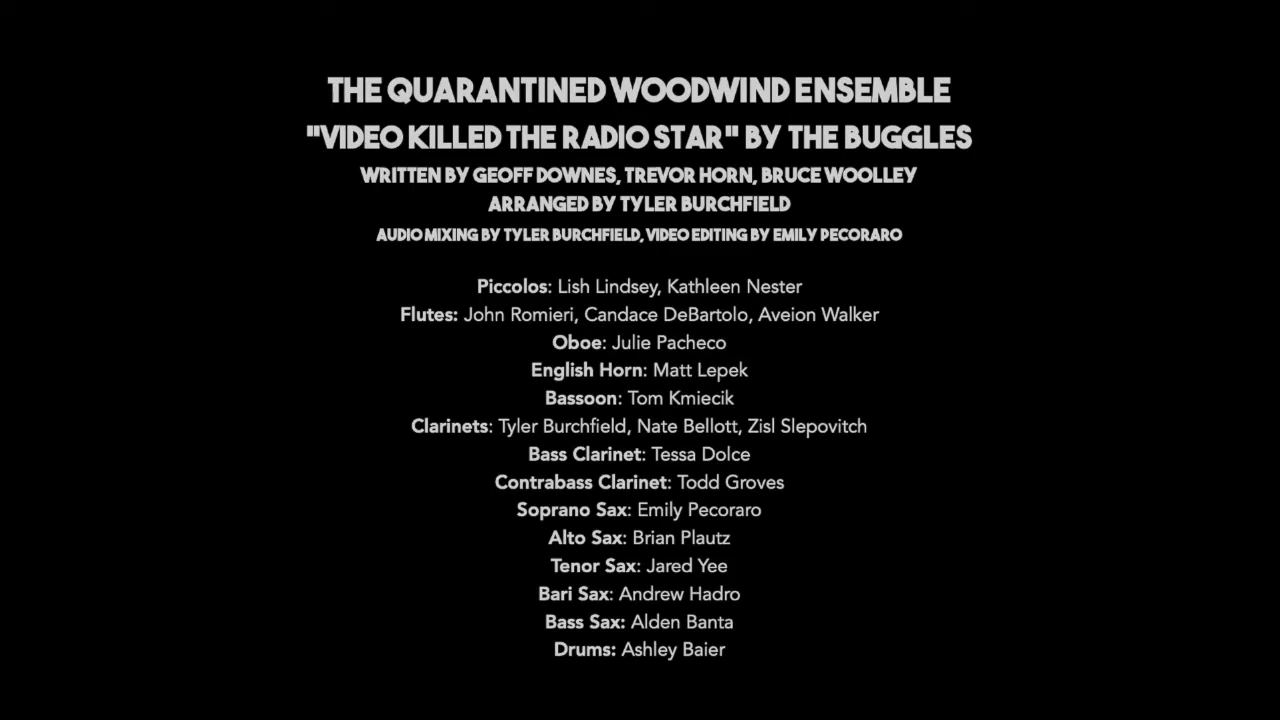 THE QUARANTINED WOODWIND ENSEMBLE
"VIDEO KILLED THE RADIO STAR" BY THE BUGGLES
WRITTEN BY GEOFF DOWNES, TREVOR HORN, BRUCE WOOLLEY
ARRANGED BY TYLER BURCHFIELD
AUDIO MIXING BY TYLER BURCHFIELD, VIDEO EDITING BY EMILY PECORARO
Piccolos: Lish Lindsey, Kathleen Nester
Flutes: John Romieri, Candace DeBartolo, Aveion Walker
Oboe: Julie Pacheco
English Horn: Matt Lepek
Bassoon: Tom Kmiecik
Clarinets: Tyler Burchfield, Nate Bellott, Zisl Slepovitch
Bass Clarinet: Tessa Dolce
Contrabass Clarinet: Todd Groves
Soprano Sax: Emily Pecoraro
Alto Sax: Brian Plautz
Tenor Sax: Jared Yee
Bari Sax: Andrew Hadro
Bass Sax: Alden Banta
Drums: Ashley Baier